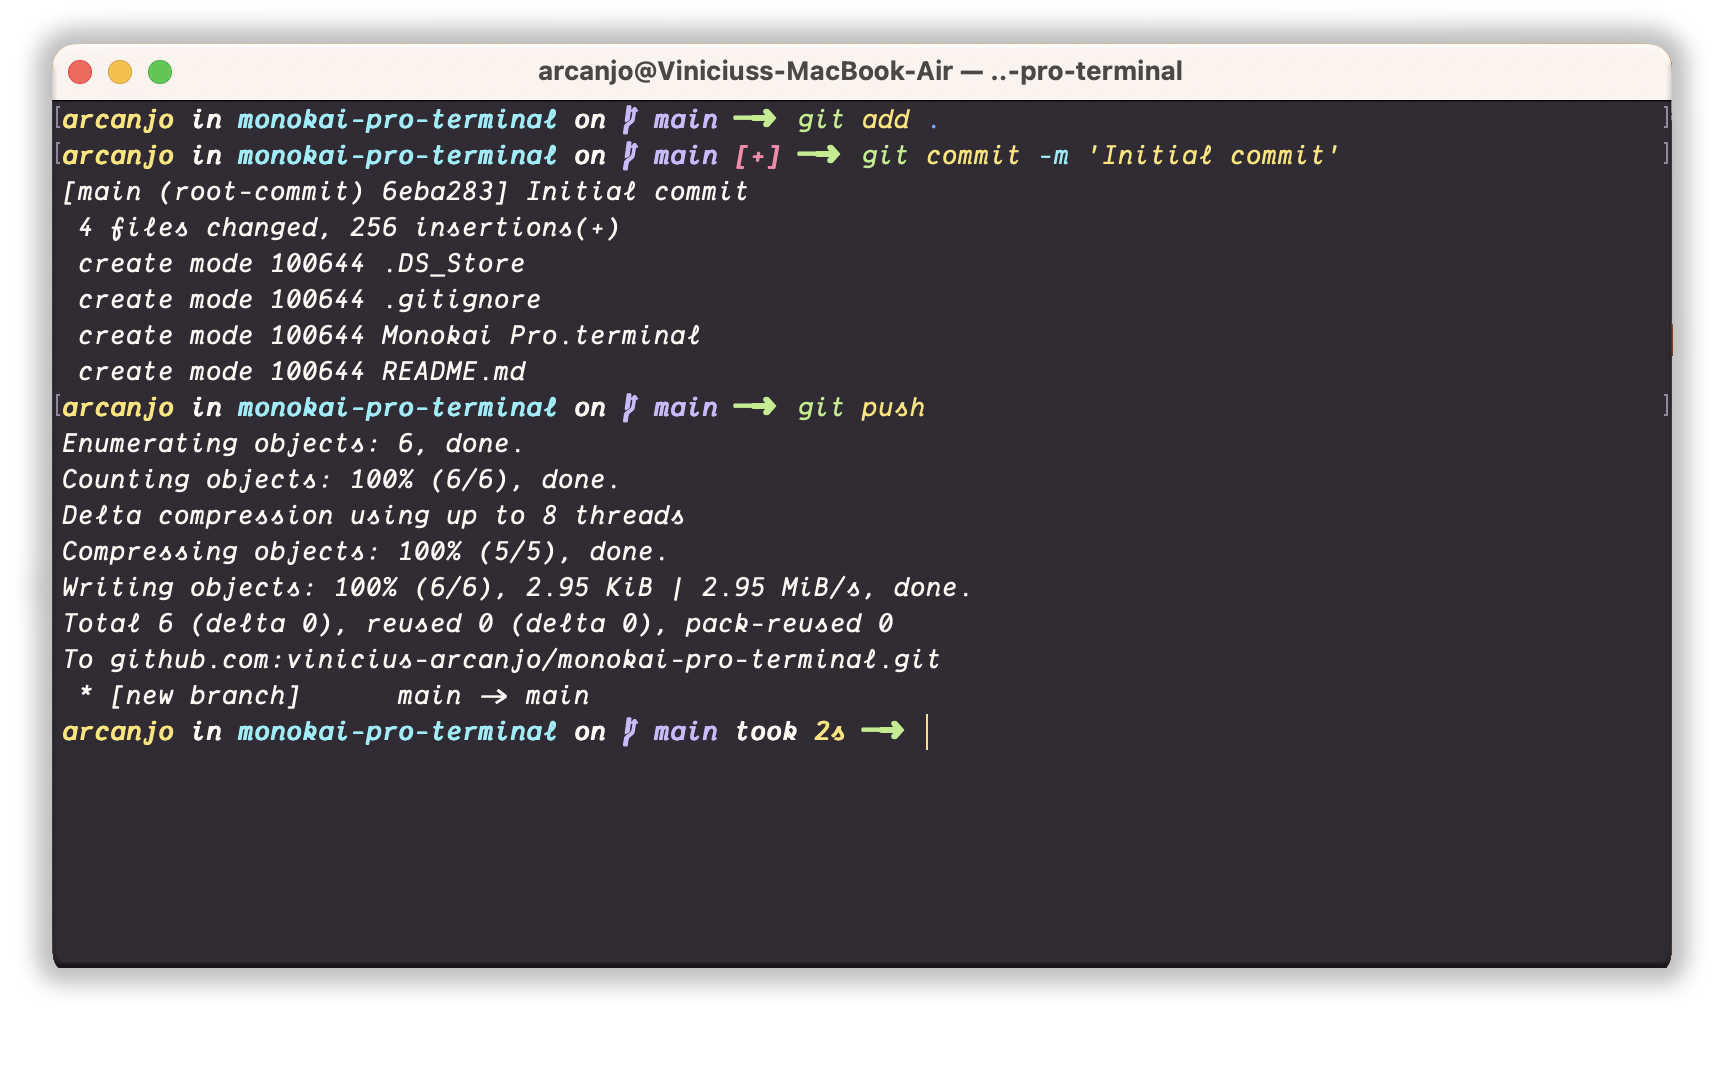 arcanjo@Viniciuss-MacBook-Air — ..-pro-terminal
[arcanjo in monokai-pro-terminal on main → git add . ]
[arcanjo in monokai-pro-terminal on main [+] → git commit -m 'Initial commit' ]
[main (root-commit) 6eba283] Initial commit
 4 files changed, 256 insertions(+)
 create mode 100644 .DS_Store
 create mode 100644 .gitignore
 create mode 100644 Monokai Pro.terminal
 create mode 100644 README.md
[arcanjo in monokai-pro-terminal on main → git push ]
Enumerating objects: 6, done.
Counting objects: 100% (6/6), done.
Delta compression using up to 8 threads
Compressing objects: 100% (5/5), done.
Writing objects: 100% (6/6), 2.95 KiB | 2.95 MiB/s, done.
Total 6 (delta 0), reused 0 (delta 0), pack-reused 0
To github.com:vinicius-arcanjo/monokai-pro-terminal.git
 * [new branch]      main → main
arcanjo in monokai-pro-terminal on main took 2s →